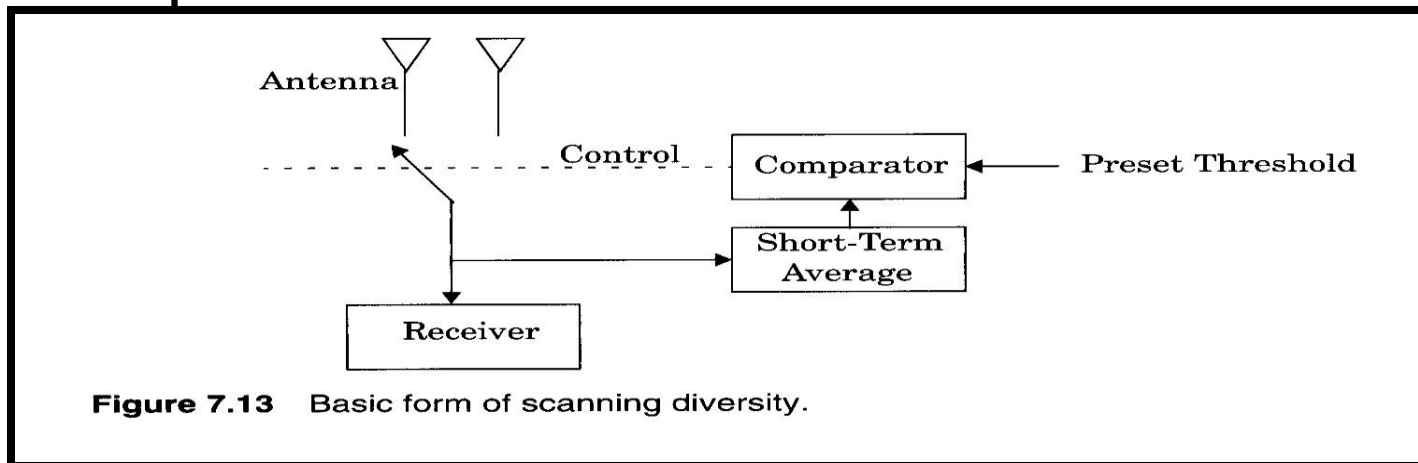 Antenna
Control
Comparator
Preset Threshold
Short-Term
Average
Receiver
Figure 7.13 Basic form of scanning diversity.